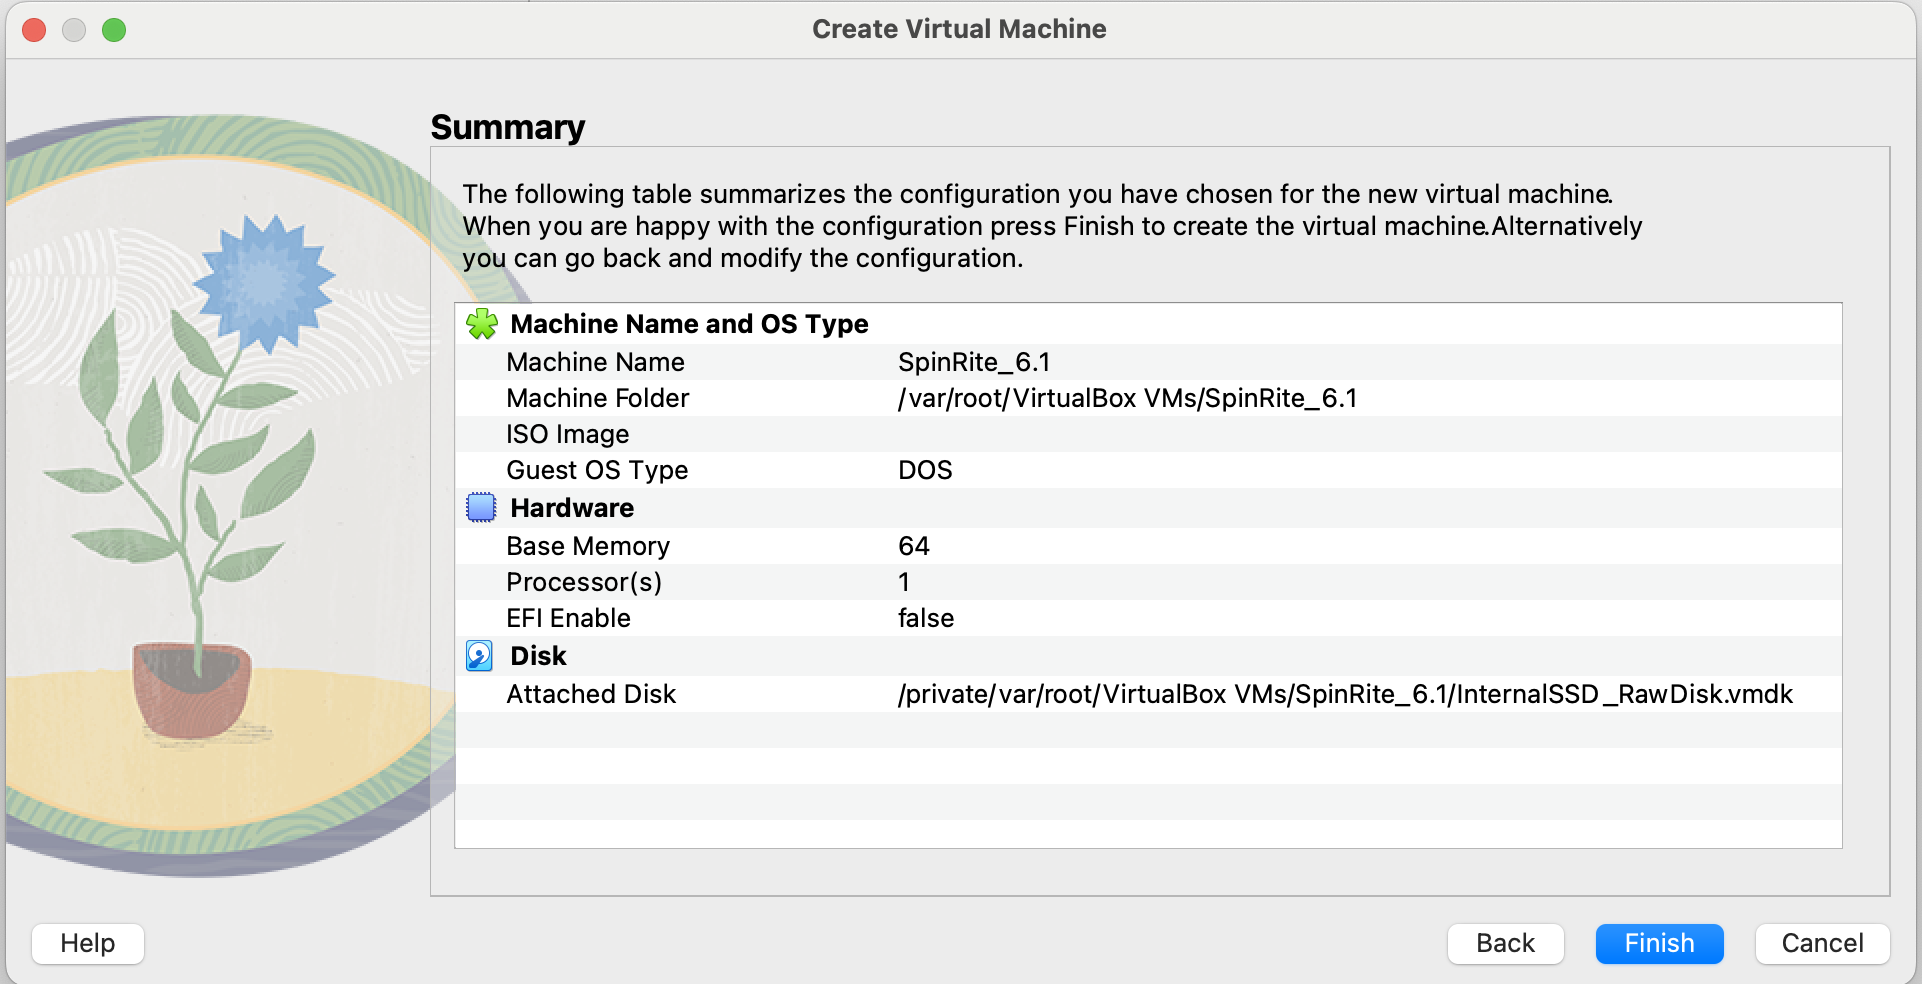 Create Virtual Machine
Summary
The following table summarizes the configuration you have chosen for the new virtual machine.
When you are happy with the configuration press Finish to create the virtual machine.Alternatively
you can go back and modify the configuration.
Machine Name and OS Type
Machine Name SpinRite_6.1
Machine Folder /var/root/VirtualBox VMs/SpinRite_6.1
ISO Image
Guest OS Type DOS
Hardware
Base Memory 64
Processor(s) 1
EFI Enable false
Disk
Attached Disk /private/var/root/VirtualBox VMs/SpinRite_6.1/InternalSSD_RawDisk.vmdk
Help Back Finish Cancel